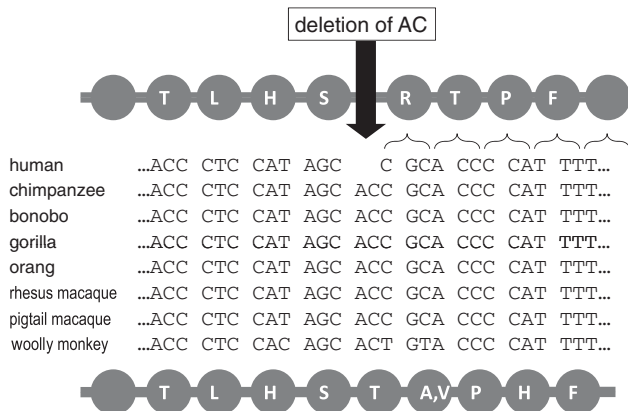 deletion of AC
T L H S R T P F
human ...ACC CTC CAT AGC C GCA CCC CAT TTT...
chimpanzee ...ACC CTC CAT AGC ACC GCA CCC CAT TTT...
bonobo ...ACC CTC CAT AGC ACC GCA CCC CAT TTT...
gorilla ...ACC CTC CAT AGC ACC GCA CCC CAT TTT...
orang ...ACC CTC CAT AGC ACC GCA CCC CAT TTT...
rhesus macaque ...ACC CTC CAT AGC ACC GCA CCC CAT TTT...
pigtail macaque ...ACC CTC CAT AGC ACC GCA CCC CAT TTT...
woolly monkey ...ACC CTC CAC AGC ACT GTA CCC CAT TTT...
T L H S T A,V P H F